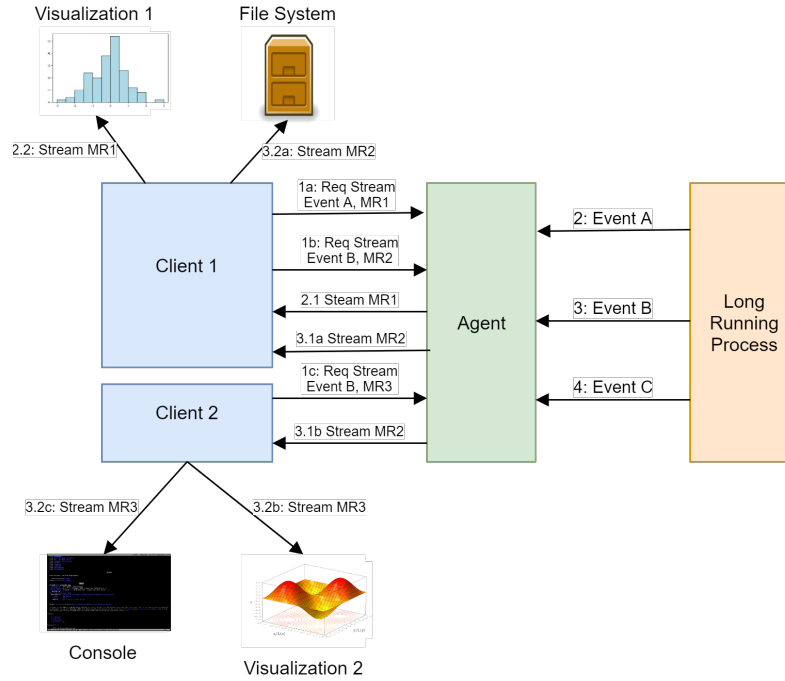 Visualization 1
File System
2.2: Stream MR1
3.2a: Stream MR2
1a: Req Stream
Event A, MR1
1b: Req Stream
Event B, MR2
2.1 Steam MR1
3.1a Stream MR2
1c: Req Stream
Event B, MR3
3.1b Stream MR2
Client 1
Client 2
Agent
2: Event A
3: Event B
4: Event C
Long
Running
Process
3.2c: Stream MR3
3.2b: Stream MR3
Console
Visualization 2